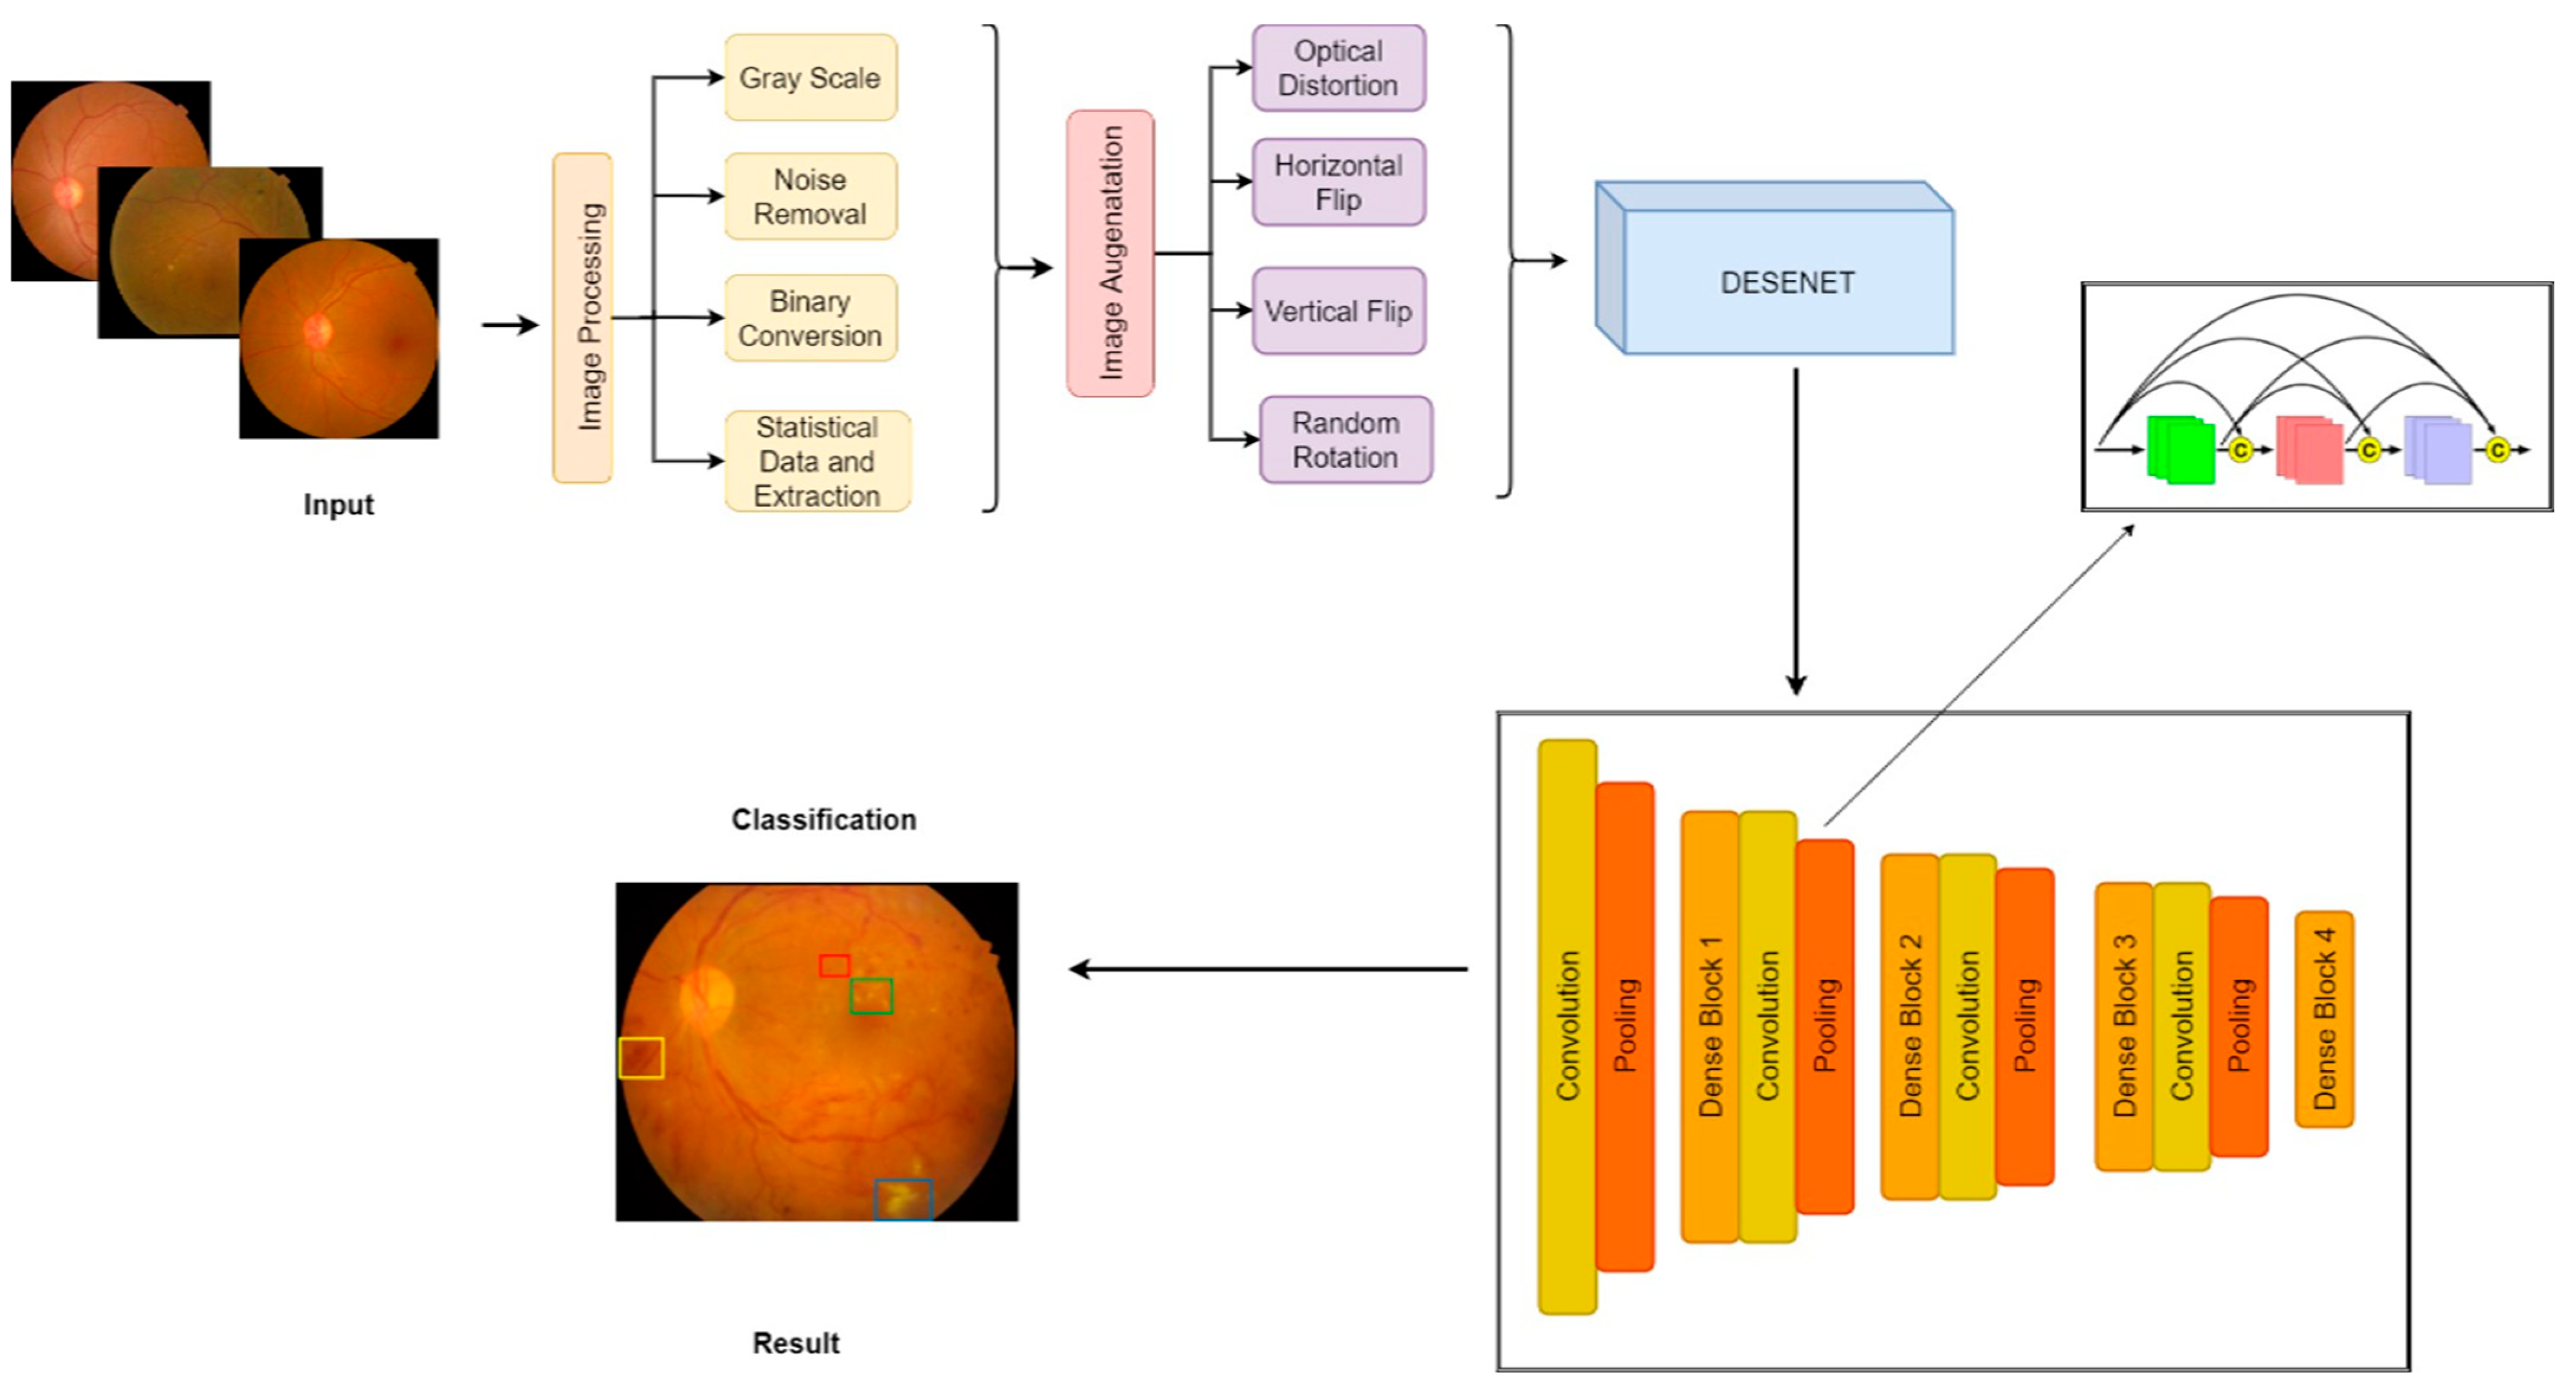 Input
Image Processing
Gray Scale
Noise
Removal
Binary
Conversion
Statistical
Data and
Extraction
Image Augenatation
Optical
Distortion
Horizontal
Flip
Vertical Flip
Random
Rotation
DESENET
C
C
C
Convolution
Pooling
Dense Block 1
Convolution
Pooling
Dense Block 2
Convolution
Pooling
Dense Block 3
Convolution
Pooling
Dense Block 4
Classification
Result